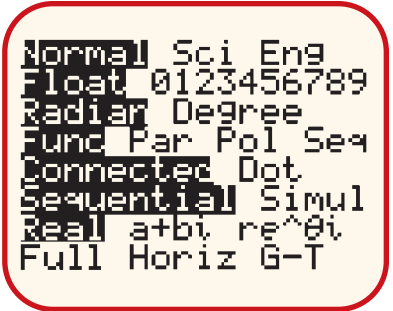 Normal Sci Eng
Float 0123456789
Radian Degree
Func Par Pol Seq
Connected Dot
Sequential Simul
Real a+bi re^θi
Full Horiz G-T